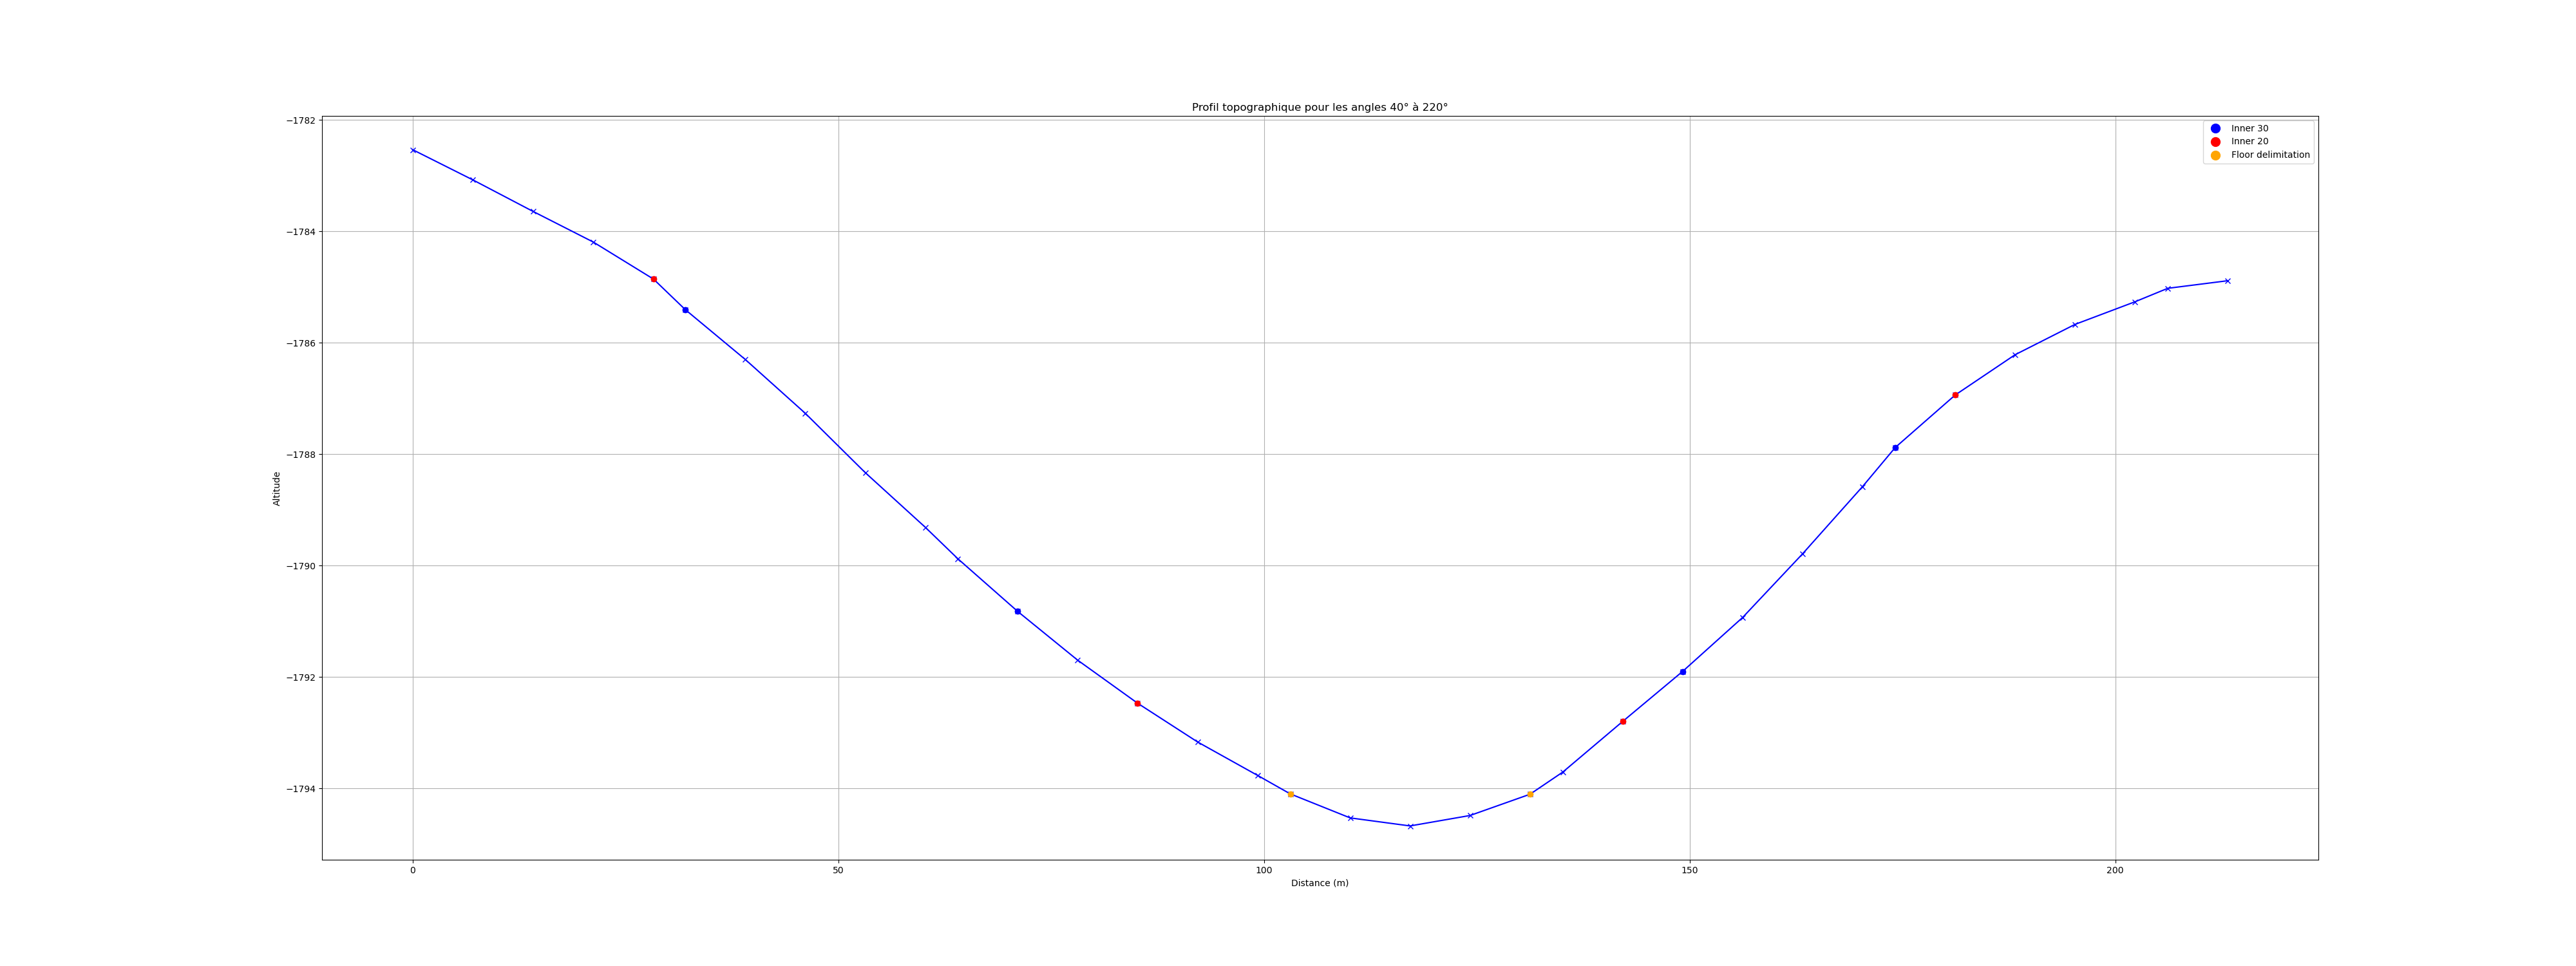 Profil topographique pour les angles 40° à 220°
Inner 30
Inner 20
Floor delimitation
Altitude
−1782
−1784
−1786
−1788
−1790
−1792
−1794
0
50
100
150
200
Distance (m)